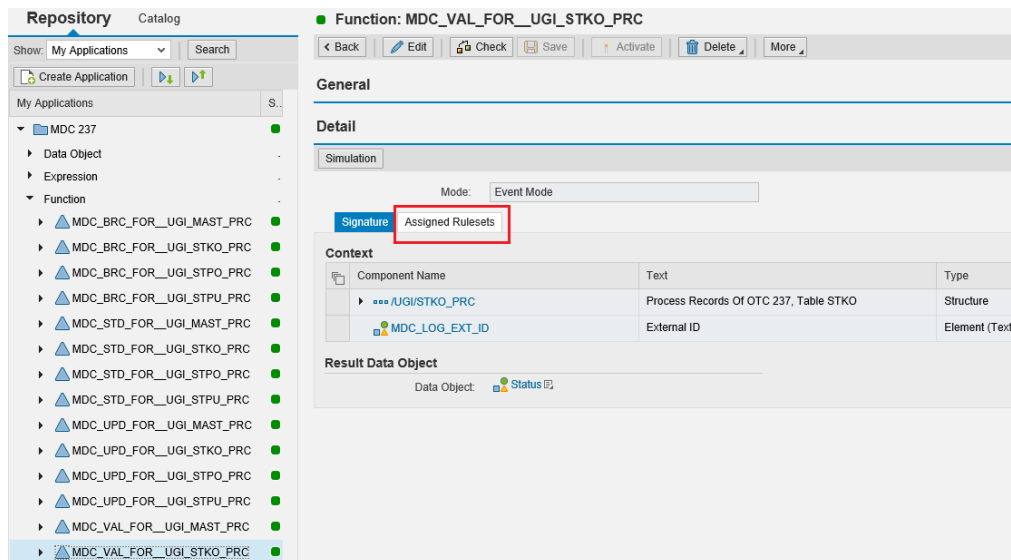 Repository Catalog
Show: My Applications Search
Create Application
My Applications S..
MDC 237
Data Object .
Expression .
Function .
MDC_BRC_FOR__UGI_MAST_PRC
MDC_BRC_FOR__UGI_STKO_PRC
MDC_BRC_FOR__UGI_STPO_PRC
MDC_BRC_FOR__UGI_STPU_PRC
MDC_STD_FOR__UGI_MAST_PRC
MDC_STD_FOR__UGI_STKO_PRC
MDC_STD_FOR__UGI_STPO_PRC
MDC_STD_FOR__UGI_STPU_PRC
MDC_UPD_FOR__UGI_MAST_PRC
MDC_UPD_FOR__UGI_STKO_PRC
MDC_UPD_FOR__UGI_STPO_PRC
MDC_UPD_FOR__UGI_STPU_PRC
MDC_VAL_FOR__UGI_MAST_PRC
MDC_VAL_FOR__UGI_STKO_PRC
Function: MDC_VAL_FOR__UGI_STKO_PRC
Back Edit Check Save Activate Delete More
General
Detail
Simulation
Mode: Event Mode
Signature Assigned Rulesets
Context
Component Name Text Type
/UGI/STKO_PRC Process Records Of OTC 237, Table STKO Structure
MDC_LOG_EXT_ID External ID Element (Text
Result Data Object
Data Object: Status